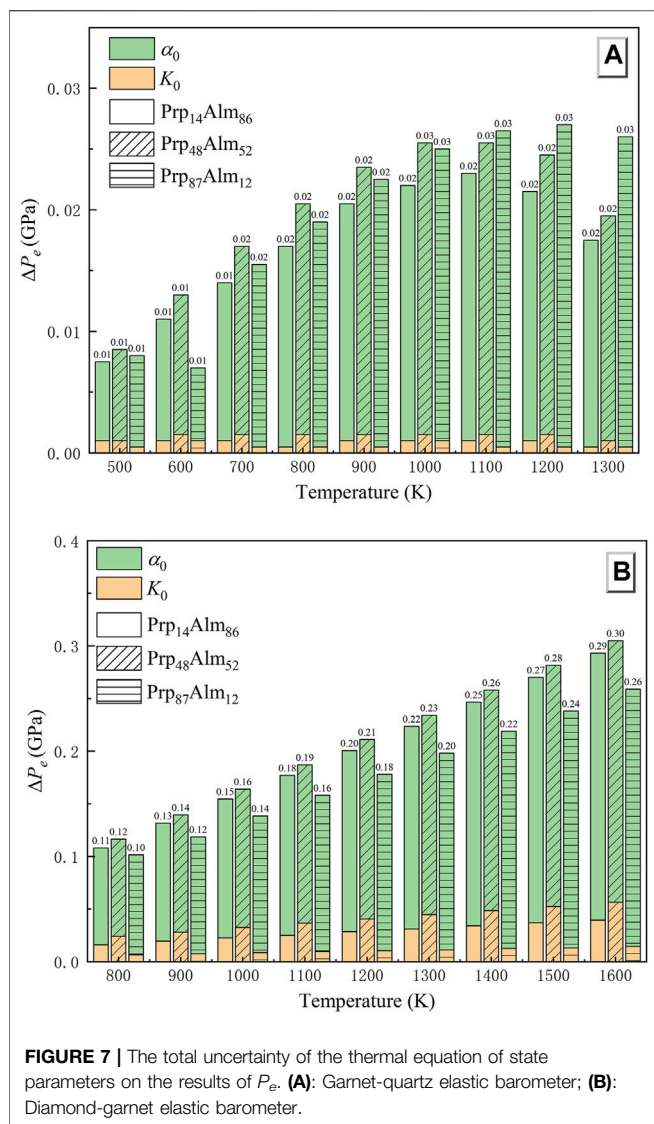 A
α₀
K₀
Prp₁₄Alm₈₆
Prp₄₈Alm₅₂
Prp₈₇Alm₁₂
0.03
0.02
0.01
0.00
ΔPₑ (GPa)
0.01 0.01 0.01
0.01 0.01 0.01
0.01 0.02 0.02
0.02 0.02 0.02
0.02 0.02 0.02
0.02 0.03 0.03
0.02 0.03 0.03
0.02 0.02 0.03
0.02 0.02 0.03
500 600 700 800 900 1000 1100 1200 1300
Temperature (K)
B
α₀
K₀
Prp₁₄Alm₈₆
Prp₄₈Alm₅₂
Prp₈₇Alm₁₂
0.4
0.3
0.2
0.1
0.0
ΔPₑ (GPa)
0.11 0.12 0.10
0.13 0.14 0.12
0.15 0.16 0.14
0.18 0.19 0.16
0.20 0.21 0.18
0.22 0.23 0.20
0.25 0.26 0.22
0.27 0.28 0.24
0.29 0.30 0.26
800 900 1000 1100 1200 1300 1400 1500 1600
Temperature (K)
FIGURE 7 | The total uncertainty of the thermal equation of state
parameters on the results of Pₑ. (A): Garnet-quartz elastic barometer; (B):
Diamond-garnet elastic barometer.